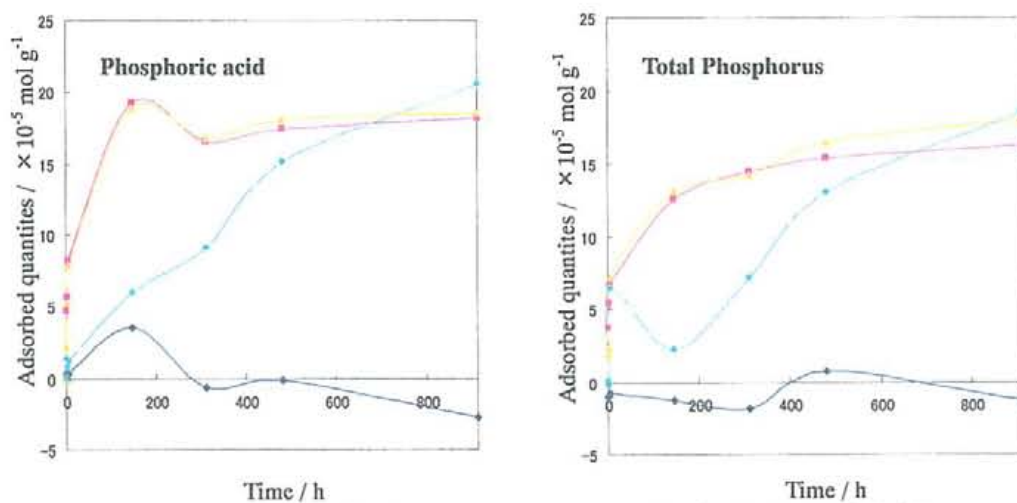 25
20
15
10
5
0
-5
Phosphoric acid
Adsorbed quantites / ×10⁻⁵ mol g⁻¹
0 200 400 600 800
Time / h
25
20
15
10
5
0
-5
Total Phosphorus
Adsorbed quantites / ×10⁻⁵ mol g⁻¹
0 200 400 600 800
Time / h